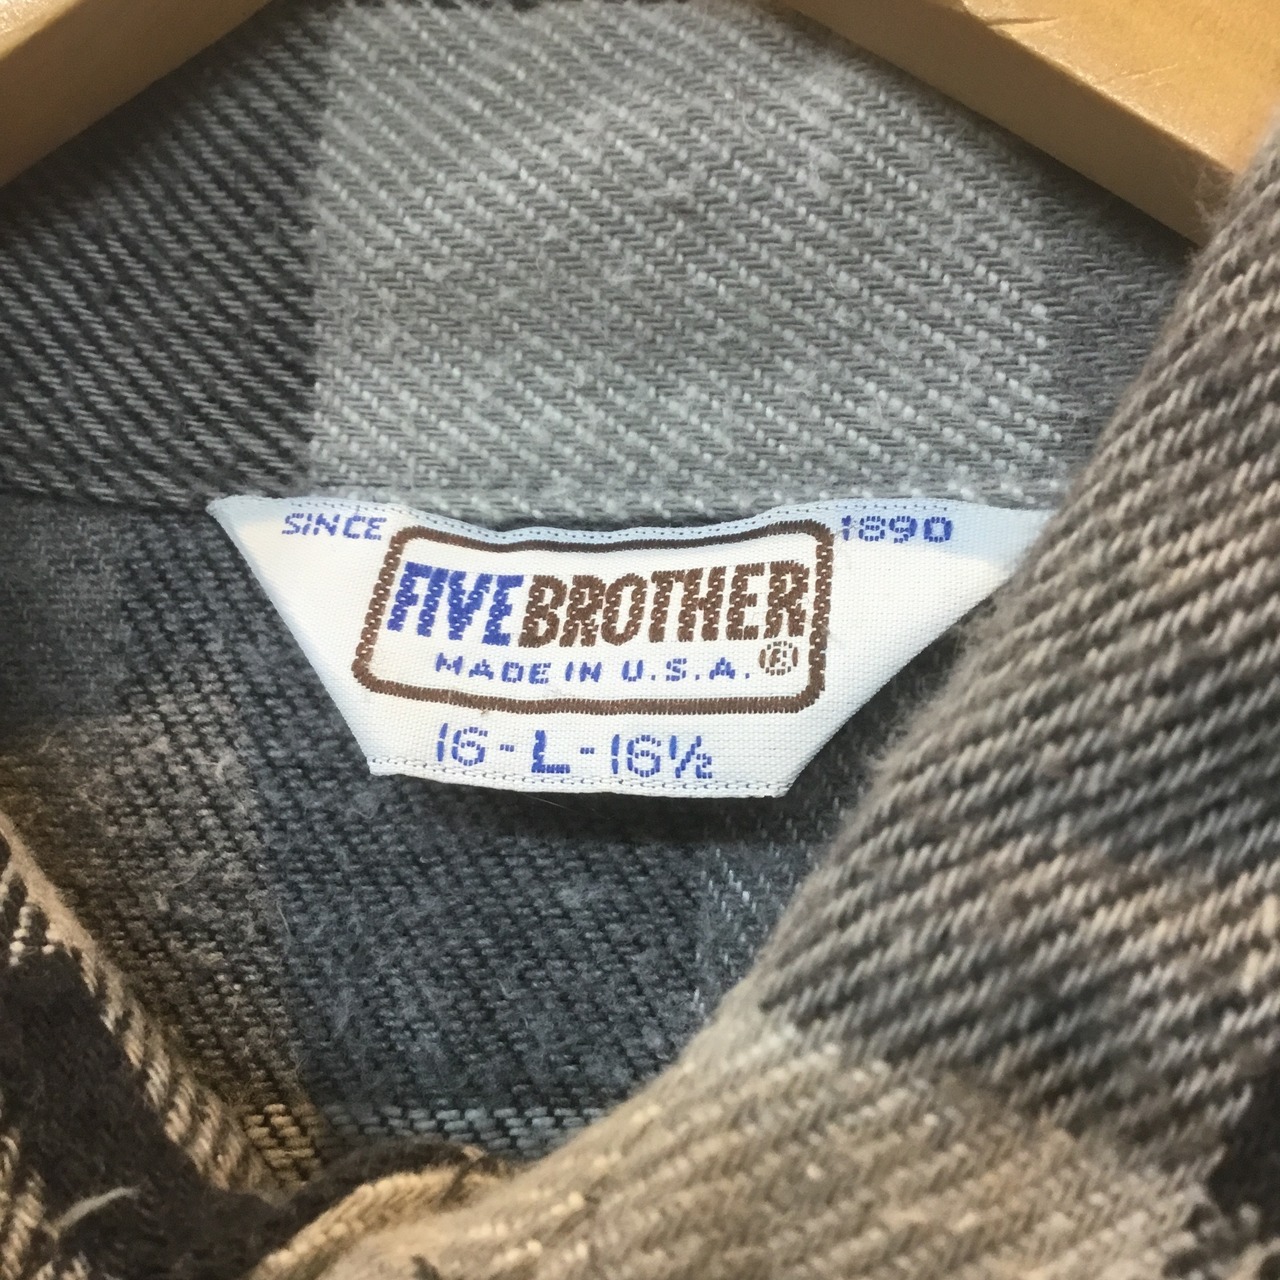 SINCE 1890
FIVE BROTHER
MADE IN U.S.A. ®
16-L-16½